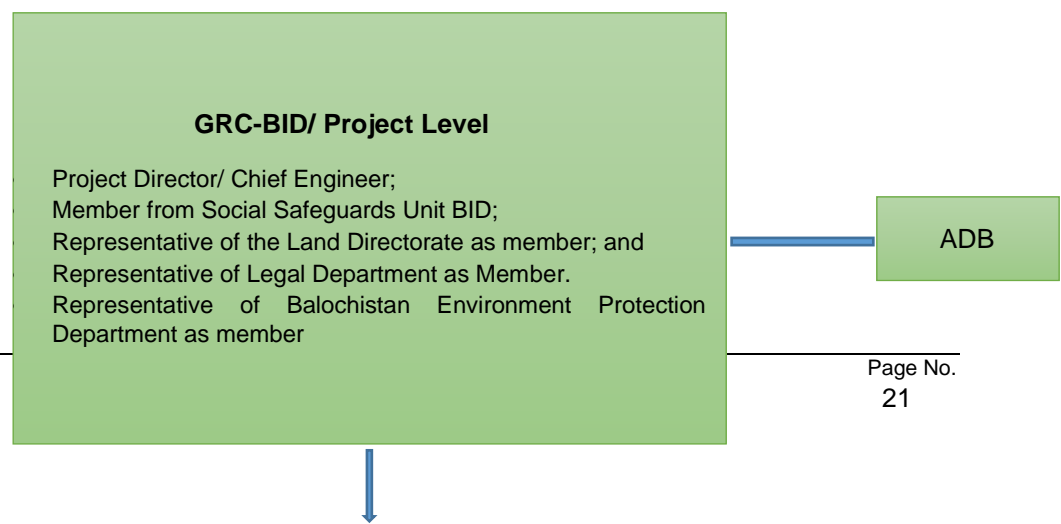 GRC-BID/ Project Level
Project Director/ Chief Engineer;
Member from Social Safeguards Unit BID;
Representative of the Land Directorate as member; and
Representative of Legal Department as Member.
Representative of Balochistan Environment Protection
Department as member
ADB
Page No.
21